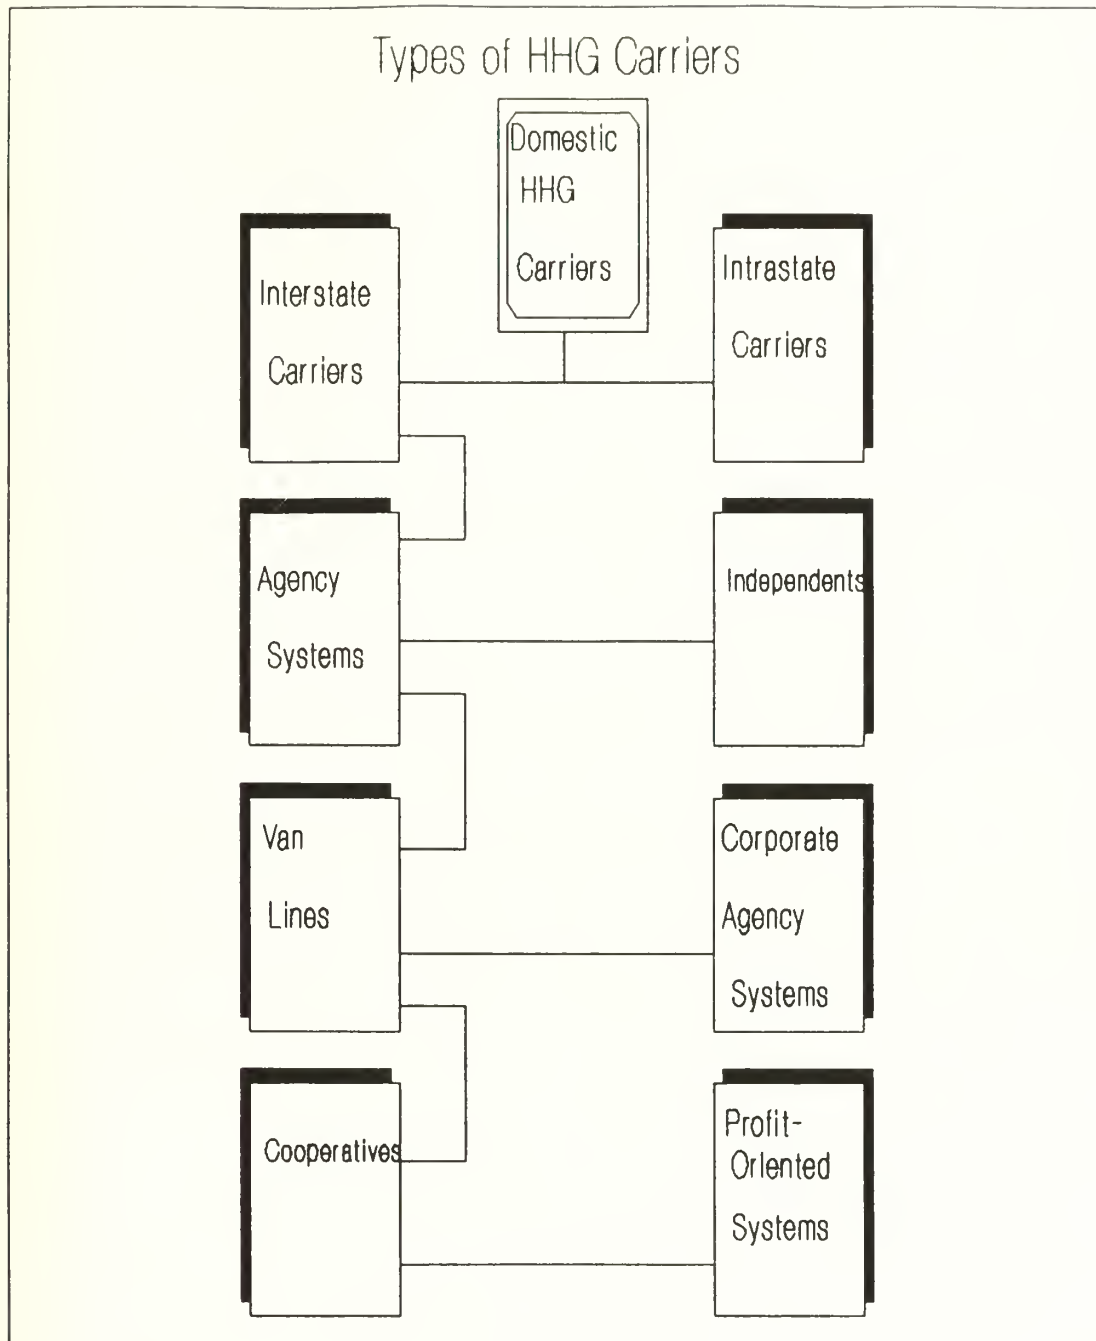 Types of HHG Carriers
Domestic
HHG
Carriers
Interstate
Carriers
Intrastate
Carriers
Agency
Systems
Independents
Van
Lines
Corporate
Agency
Systems
Cooperatives
Profit-
Oriented
Systems